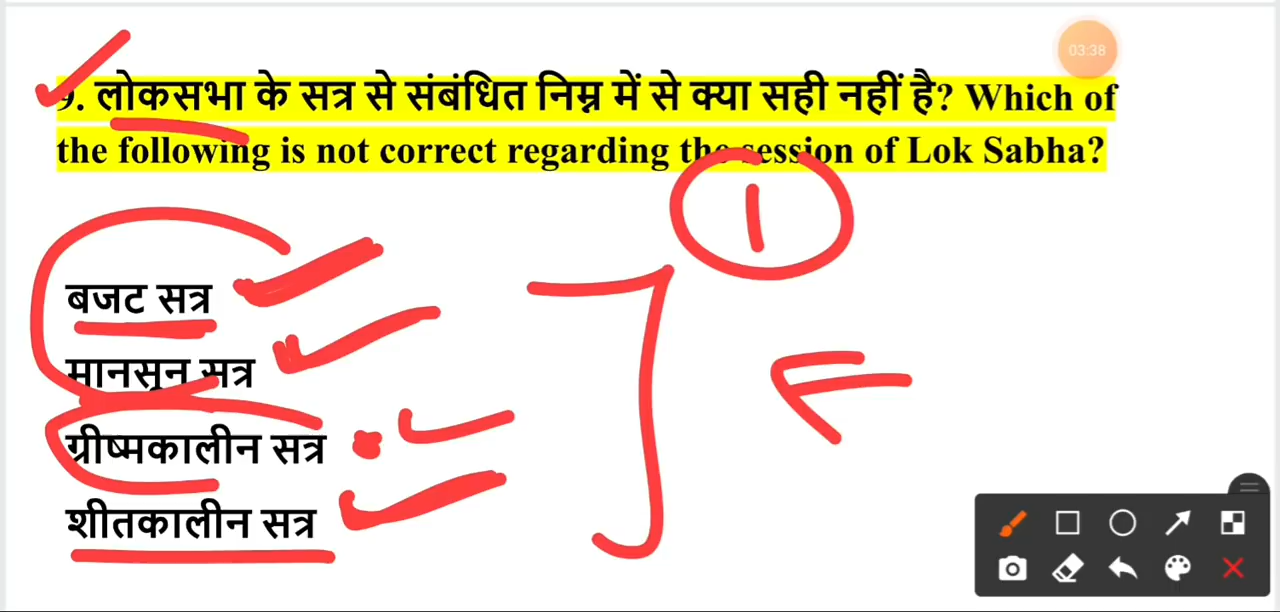 03:38
9. लोकसभा के सत्र से संबंधित निम्न में से क्या सही नहीं है? Which of
the following is not correct regarding the session of Lok Sabha?
1
बजट सत्र
मानसून सत्र
ग्रीष्मकालीन सत्र
शीतकालीन सत्र